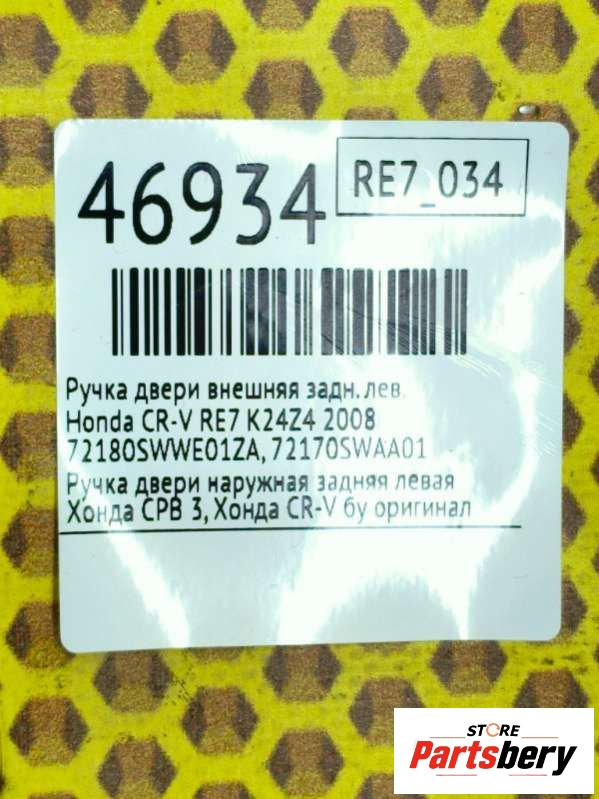 46934
RE7_034
Ручка двери внешняя задн.лев.
Honda CR-V RE7 K24Z4 2008
72180SWWE01ZA, 72170SWAA01
Ручка двери наружная задняя левая
Хонда СРВ 3, Хонда CR-V бу оригинал
STORE
Partsbery